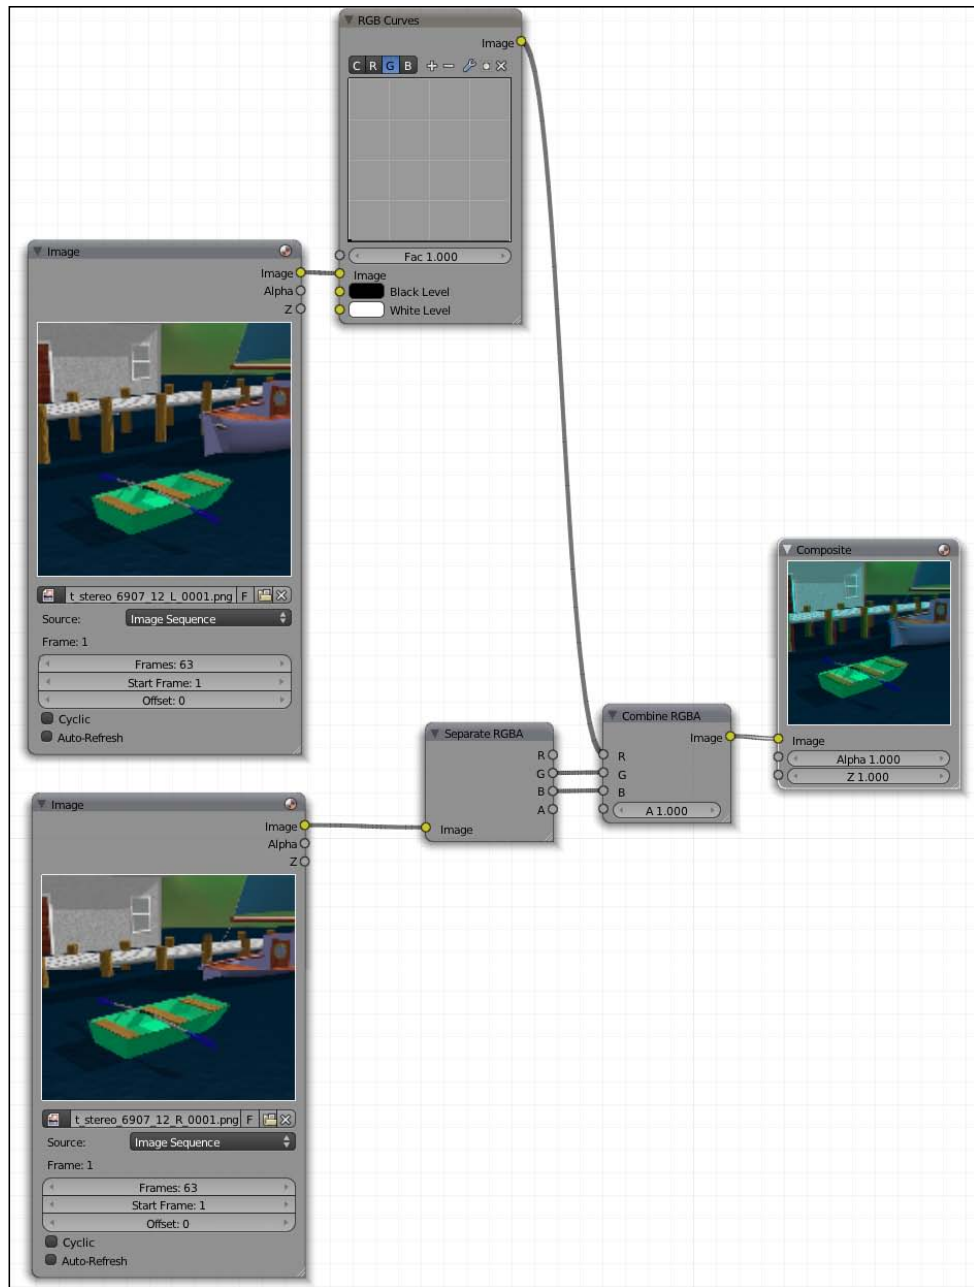 RGB Curves
Image
C R G B
Fac 1.000
Image
Black Level
White Level
Image
Image
Alpha
Z
t_stereo_6907_12_L_0001.png F
Source: Image Sequence
Frame: 1
Frames: 63
Start Frame: 1
Offset: 0
Cyclic
Auto-Refresh
Separate RGBA
R
G
B
A
Image
Combine RGBA
Image
R
G
B
A 1.000
Composite
Image
Alpha 1.000
Z 1.000
Image
Image
Alpha
Z
t_stereo_6907_12_R_0001.png F
Source: Image Sequence
Frame: 1
Frames: 63
Start Frame: 1
Offset: 0
Cyclic
Auto-Refresh